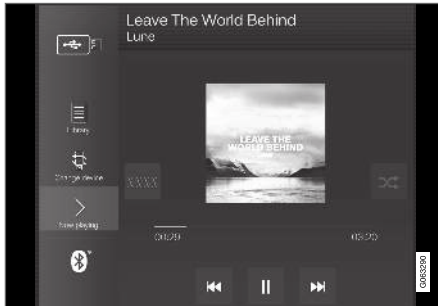 Leave The World Behind
Lune
Library
Change device
Now playing
LEAVE THE
WORLD BEHIND
XXXX
00:29
03:20
G063290